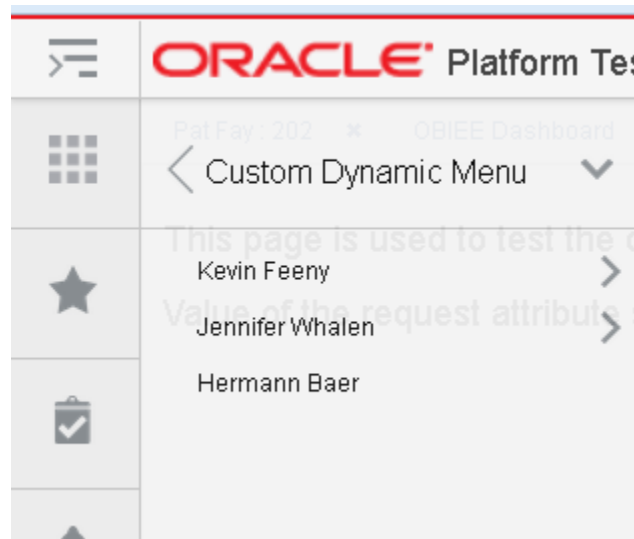 ORACLE Platform Tes
Pat Fay : 202 × OBIEE Dashboard
Custom Dynamic Menu
This page is used to test the
Kevin Feeny
Value of the request attribute
Jennifer Whalen
Hermann Baer